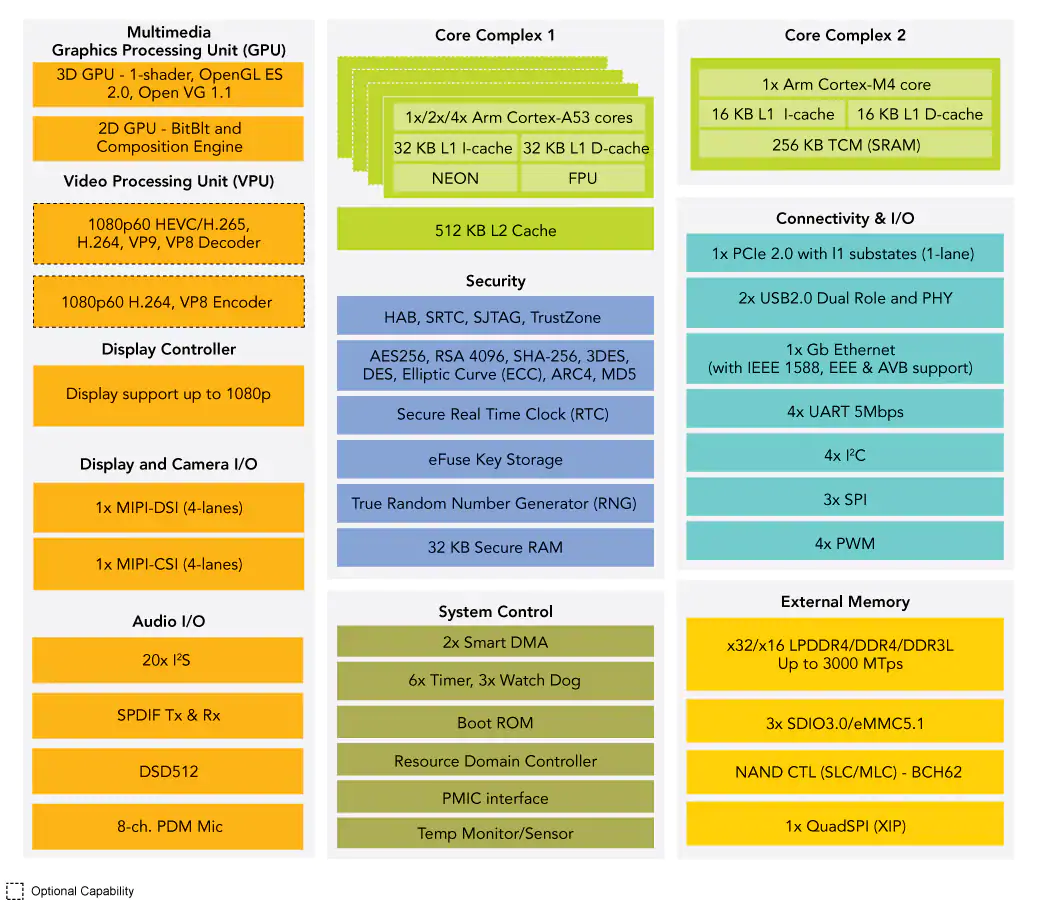 Multimedia
Graphics Processing Unit (GPU)
3D GPU - 1-shader, OpenGL ES
2.0, Open VG 1.1
2D GPU - BitBlt and
Composition Engine
Video Processing Unit (VPU)
1080p60 HEVC/H.265,
H.264, VP9, VP8 Decoder
1080p60 H.264, VP8 Encoder
Display Controller
Display support up to 1080p
Display and Camera I/O
1x MIPI-DSI (4-lanes)
1x MIPI-CSI (4-lanes)
Audio I/O
20x I²S
SPDIF Tx & Rx
DSD512
8-ch. PDM Mic
Core Complex 1
1x/2x/4x Arm Cortex-A53 cores
32 KB L1 I-cache
32 KB L1 D-cache
NEON
FPU
512 KB L2 Cache
Security
HAB, SRTC, SJTAG, TrustZone
AES256, RSA 4096, SHA-256, 3DES,
DES, Elliptic Curve (ECC), ARC4, MD5
Secure Real Time Clock (RTC)
eFuse Key Storage
True Random Number Generator (RNG)
32 KB Secure RAM
System Control
2x Smart DMA
6x Timer, 3x Watch Dog
Boot ROM
Resource Domain Controller
PMIC interface
Temp Monitor/Sensor
Core Complex 2
1x Arm Cortex-M4 core
16 KB L1 I-cache
16 KB L1 D-cache
256 KB TCM (SRAM)
Connectivity & I/O
1x PCIe 2.0 with l1 substates (1-lane)
2x USB2.0 Dual Role and PHY
1x Gb Ethernet
(with IEEE 1588, EEE & AVB support)
4x UART 5Mbps
4x I²C
3x SPI
4x PWM
External Memory
x32/x16 LPDDR4/DDR4/DDR3L
Up to 3000 MTps
3x SDIO3.0/eMMC5.1
NAND CTL (SLC/MLC) - BCH62
1x QuadSPI (XIP)
Optional Capability